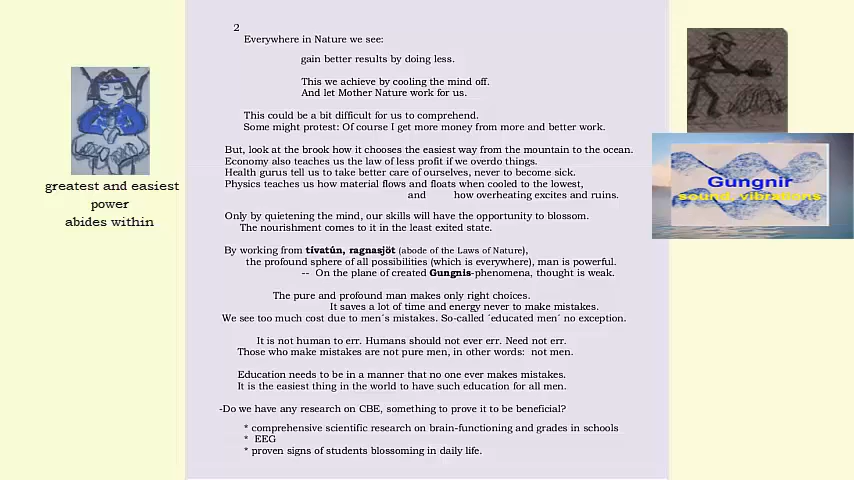 2
Everywhere in Nature we see:
gain better results by doing less.
This we achieve by cooling the mind off.
And let Mother Nature work for us.
This could be a bit difficult for us to comprehend.
Some might protest: Of course I get more money from more and better work.
But, look at the brook how it chooses the easiest way from the mountain to the ocean.
Economy also teaches us the law of less profit if we overdo things.
Health gurus tell us to take better care of ourselves, never to become sick.
Physics teaches us how material flows and floats when cooled to the lowest,
and how overheating excites and ruins.
Only by quietening the mind, our skills will have the opportunity to blossom.
The nourishment comes to it in the least exited state.
By working from tívatún, ragnasjöt (abode of the Laws of Nature),
the profound sphere of all possibilities (which is everywhere), man is powerful.
-- On the plane of created Gungnis-phenomena, thought is weak.
The pure and profound man makes only right choices.
It saves a lot of time and energy never to make mistakes.
We see too much cost due to men´s mistakes. So-called ´educated men´ no exception.
It is not human to err. Humans should not ever err. Need not err.
Those who make mistakes are not pure men, in other words: not men.
Education needs to be in a manner that no one ever makes mistakes.
It is the easiest thing in the world to have such education for all men.
-Do we have any research on CBE, something to prove it to be beneficial?
* comprehensive scientific research on brain-functioning and grades in schools
* EEG
* proven signs of students blossoming in daily life.
greatest and easiest
power
abides within
Gungnir
sound vibrations